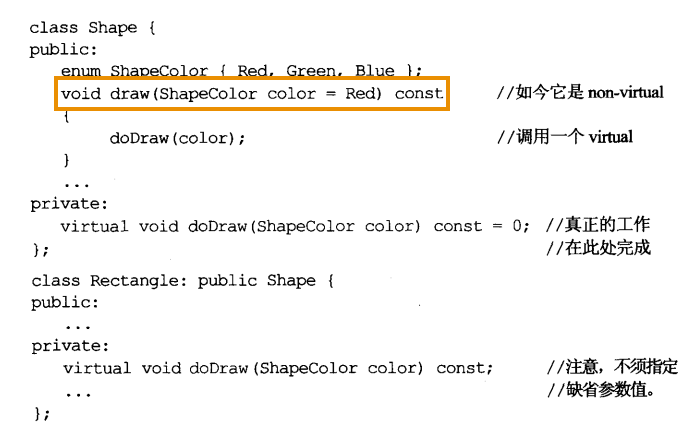 class Shape {
public:
enum ShapeColor { Red, Green, Blue };
void draw(ShapeColor color = Red) const //如今它是 non-virtual
{
doDraw(color); //调用一个 virtual
}
...
private:
virtual void doDraw(ShapeColor color) const = 0; //真正的工作
}; //在此处完成
class Rectangle: public Shape {
public:
...
private:
virtual void doDraw(ShapeColor color) const; //注意，不须指定
... //缺省参数值。
};